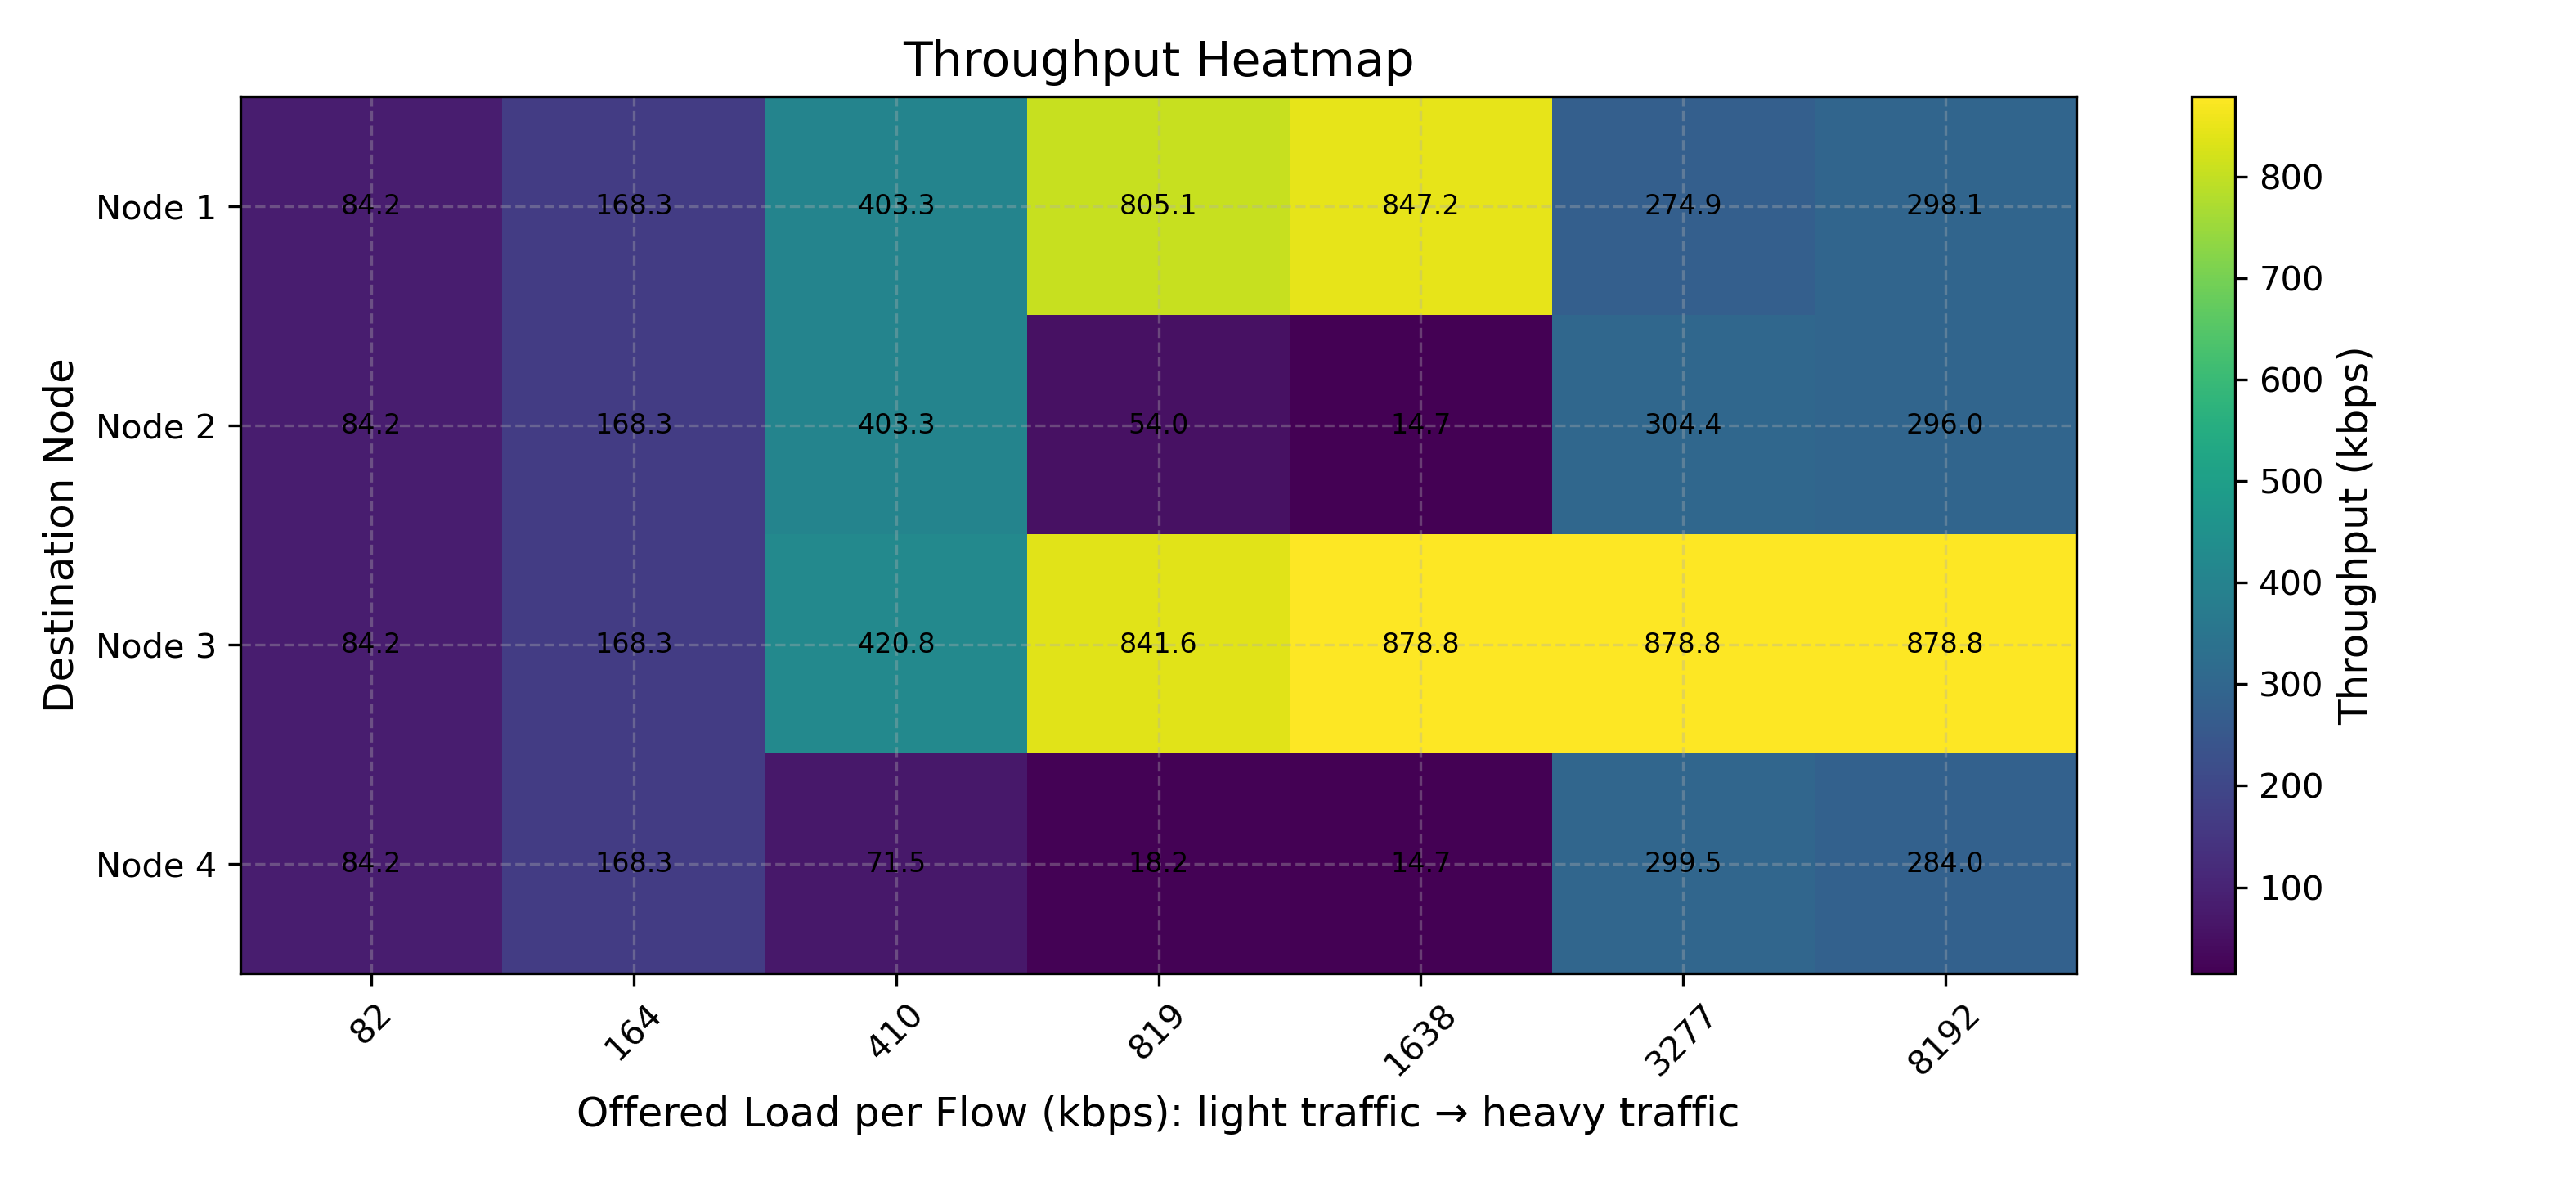 Throughput Heatmap
Destination Node
Node 1 84.2 168.3 403.3 805.1 847.2 274.9 298.1
Node 2 84.2 168.3 403.3 54.0 14.7 304.4 296.0
Node 3 84.2 168.3 420.8 841.6 878.8 878.8 878.8
Node 4 84.2 168.3 71.5 18.2 14.7 299.5 284.0
82 164 410 819 1638 3277 8192
Offered Load per Flow (kbps): light traffic → heavy traffic
800
700
600
500
400
300
200
100
Throughput (kbps)